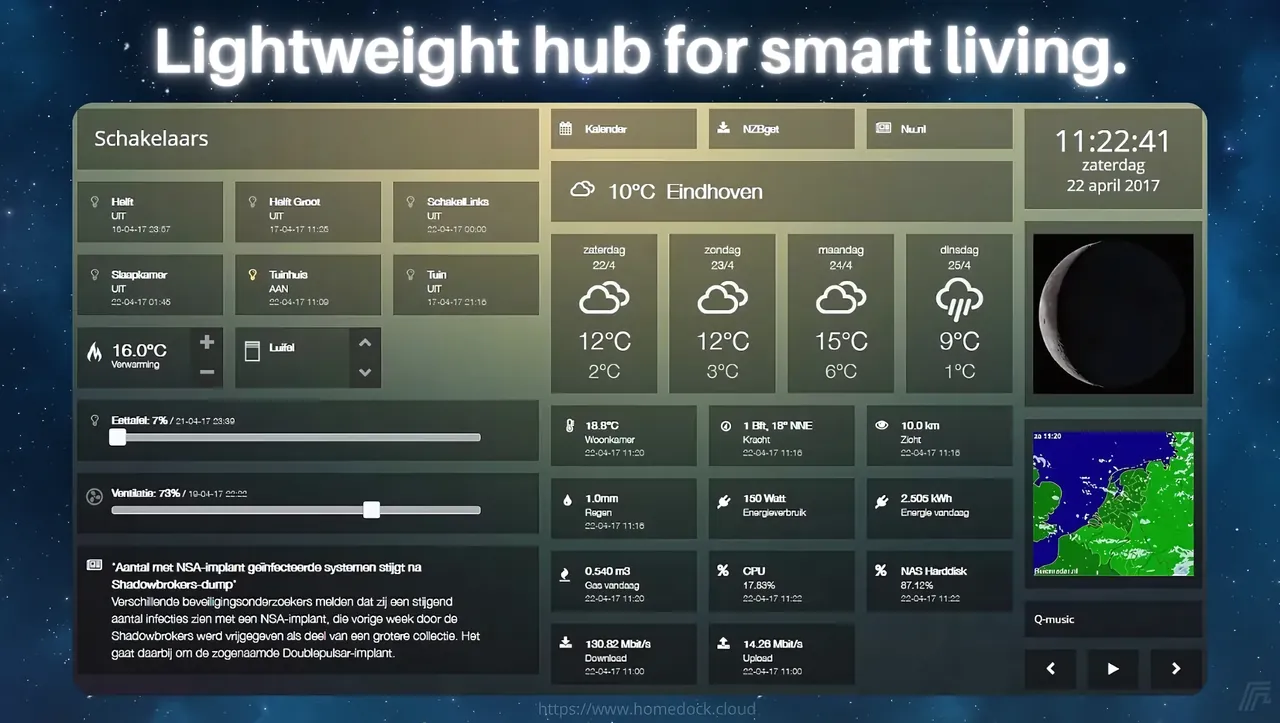 Lightweight hub for smart living.
Schakelaars
Helft
UIT
16-04-17 23:57
Helft Groot
UIT
17-04-17 11:26
SchakelLinks
UIT
22-04-17 00:00
Slaapkamer
UIT
22-04-17 01:45
Tuinhuis
AAN
22-04-17 11:09
Tuin
UIT
17-04-17 21:16
16.0°C
Verwarming
Luifel
Eettafel: 7% / 21-04-17 23:39
Ventilatie: 73% / 19-04-17 22:22
'Aantal met NSA-implant geïnfecteerde systemen stijgt na
Shadowbrokers-dump'
Verschillende beveiligingsonderzoekers melden dat zij een stijgend
aantal infecties zien met een NSA-implant, die vorige week door de
Shadowbrokers werd vrijgegeven als deel van een grotere collectie. Het
gaat daarbij om de zogenaamde Doublepulsar-implant.
Kalender
NZBget
Nu.nl
10°C Eindhoven
zaterdag
22/4
12°C
2°C
zondag
23/4
12°C
3°C
maandag
24/4
15°C
6°C
dinsdag
25/4
9°C
1°C
18.8°C
Woonkamer
22-04-17 11:20
1 Bft, 18° NNE
Kracht
22-04-17 11:16
10.0 km
Zicht
22-04-17 11:16
1.0mm
Regen
22-04-17 11:16
150 Watt
Energieverbruik
2.505 kWh
Energie vandaag
0.540 m3
Gas vandaag
22-04-17 11:20
CPU
17.83%
22-04-17 11:22
NAS Harddisk
87.12%
22-04-17 11:22
130.82 Mbit/s
Download
22-04-17 11:00
14.26 Mbit/s
Upload
22-04-17 11:00
11:22:41
zaterdag
22 april 2017
za 11:20
Buienradar.nl
Q-music
https://www.homedock.cloud